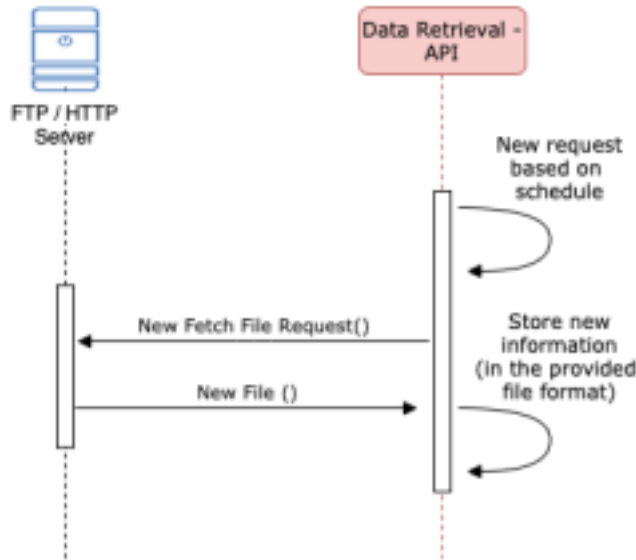 Data Retrieval -
API
FTP / HTTP
Server
New request
based on
schedule
New Fetch File Request()
Store new
information
(in the provided
file format)
New File ()